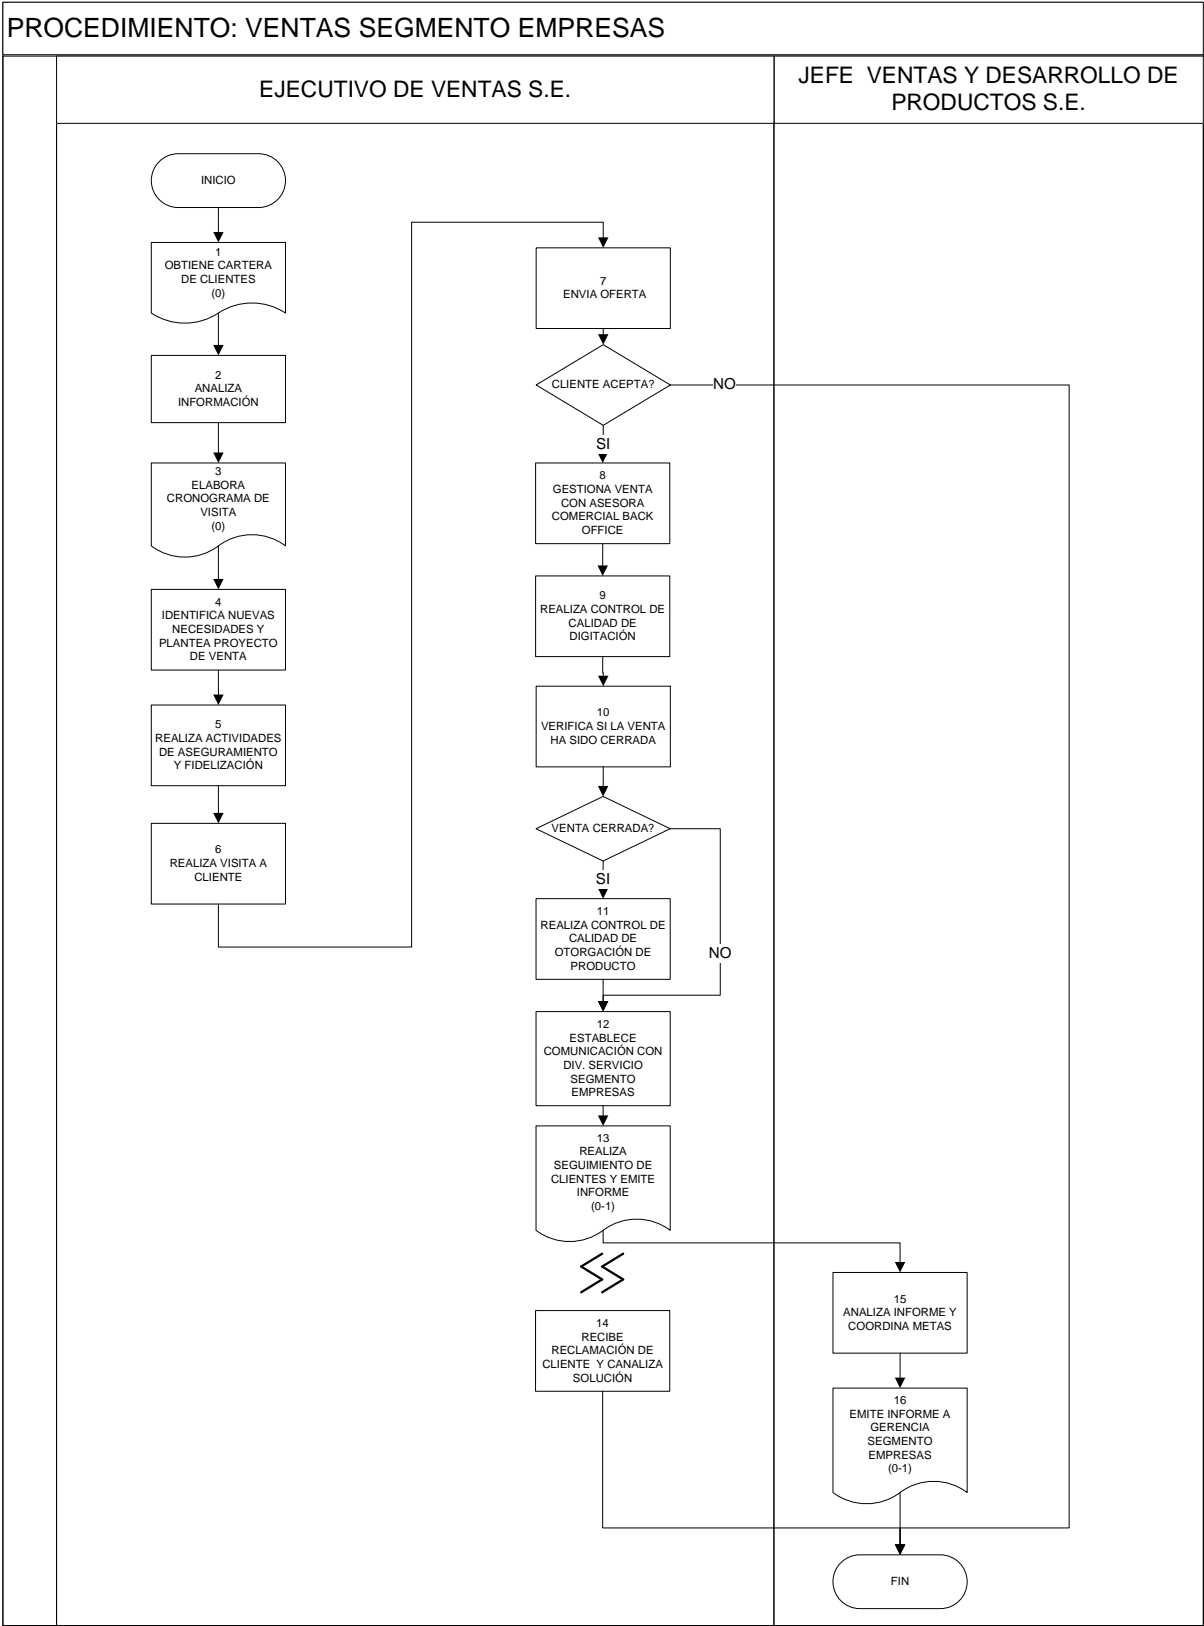 PROCEDIMIENTO: VENTAS SEGMENTO EMPRESAS
EJECUTIVO DE VENTAS S.E.
JEFE VENTAS Y DESARROLLO DE
PRODUCTOS S.E.
INICIO
1
OBTIENE CARTERA
DE CLIENTES
(0)
2
ANALIZA
INFORMACIÓN
3
ELABORA
CRONOGRAMA DE
VISITA
(0)
4
IDENTIFICA NUEVAS
NECESIDADES Y
PLANTEA PROYECTO
DE VENTA
5
REALIZA ACTIVIDADES
DE ASEGURAMIENTO
Y FIDELIZACIÓN
6
REALIZA VISITA A
CLIENTE
7
ENVIA OFERTA
CLIENTE ACEPTA?
NO
SI
8
GESTIONA VENTA
CON ASESORA
COMERCIAL BACK
OFFICE
9
REALIZA CONTROL DE
CALIDAD DE
DIGITACIÓN
10
VERIFICA SI LA VENTA
HA SIDO CERRADA
VENTA CERRADA?
SI
NO
11
REALIZA CONTROL DE
CALIDAD DE
OTORGACIÓN DE
PRODUCTO
12
ESTABLECE
COMUNICACIÓN CON
DIV. SERVICIO
SEGMENTO
EMPRESAS
13
REALIZA
SEGUIMIENTO DE
CLIENTES Y EMITE
INFORME
(0-1)
14
RECIBE
RECLAMACIÓN DE
CLIENTE Y CANALIZA
SOLUCIÓN
15
ANALIZA INFORME Y
COORDINA METAS
16
EMITE INFORME A
GERENCIA
SEGMENTO
EMPRESAS
(0-1)
FIN